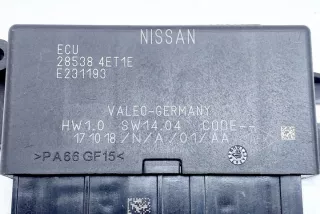 NISSAN
ECU
28538 4ET1E
E231193
VALEO-GERMANY
HW1.0 SW14.04 CODE--
171018/N/A/01/AA
>PA66 GF15<